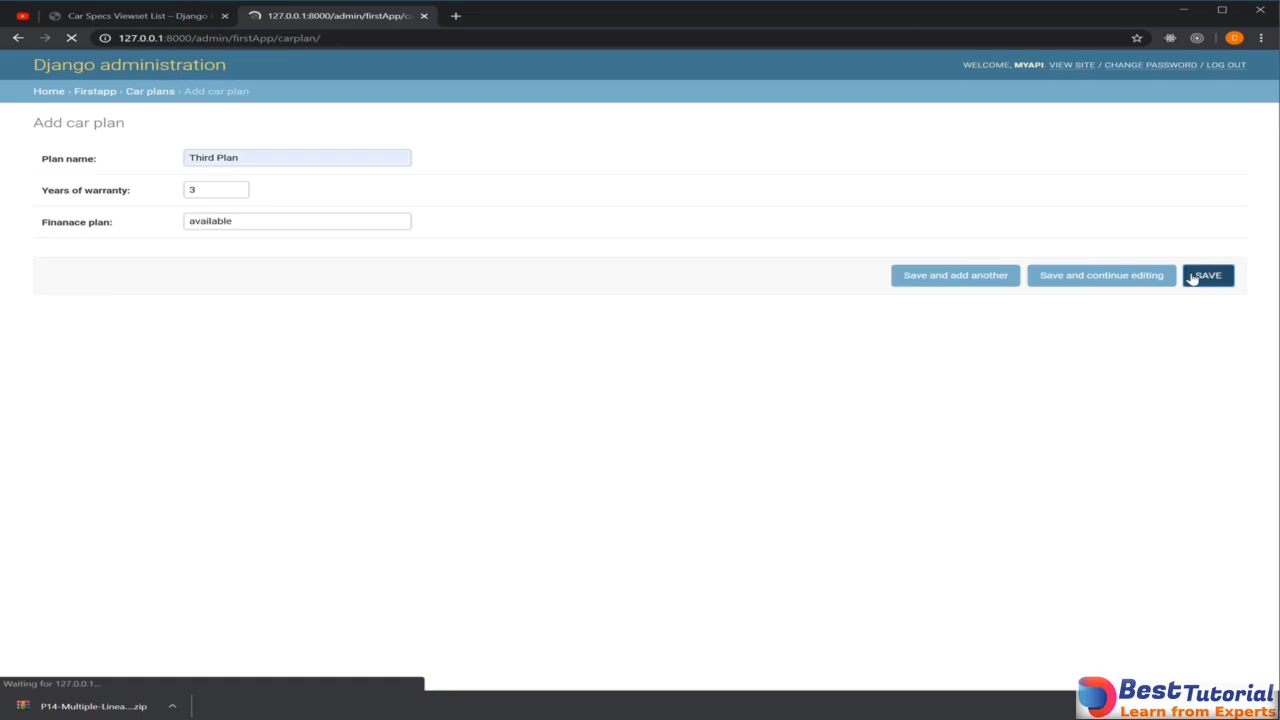 Car Specs Viewset List – Django
127.0.0.1:8000/admin/firstApp/c
127.0.0.1:8000/admin/firstApp/carplan/
C
Django administration
WELCOME, MYAPI. VIEW SITE / CHANGE PASSWORD / LOG OUT
Home › Firstapp › Car plans › Add car plan
Add car plan
Plan name: Third Plan
Years of warranty: 3
Finanace plan: available
Save and add another Save and continue editing SAVE
Waiting for 127.0.0.1...
P14-Multiple-Linea....zip
BestTutorial
Learn from Experts